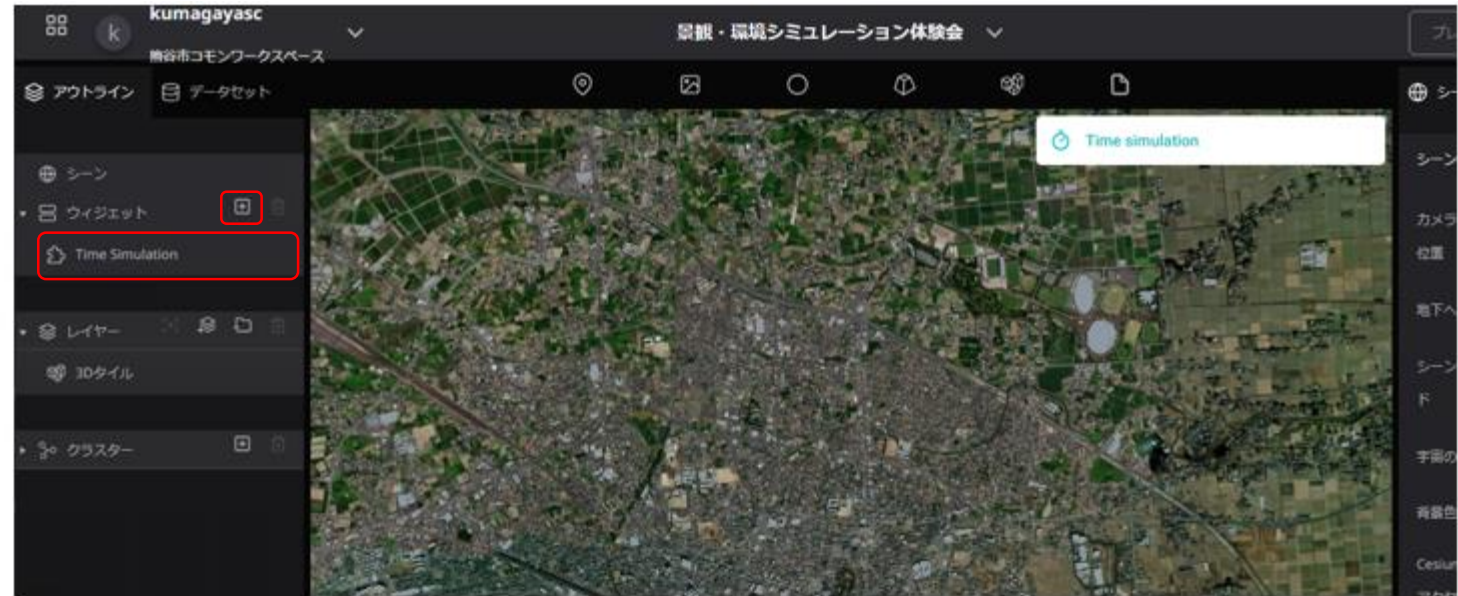 kumagayasc
k
熊谷市コモンワークスペース
景観・環境シミュレーション体験会
プレ
アウトライン
データセット
シー
Time simulation
シーン
シーン
ウィジェット
カメラ
位置
Time Simulation
地下へ
レイヤー
シーン
ド
3Dタイル
クラスター
宇宙の
背景色
Cesium